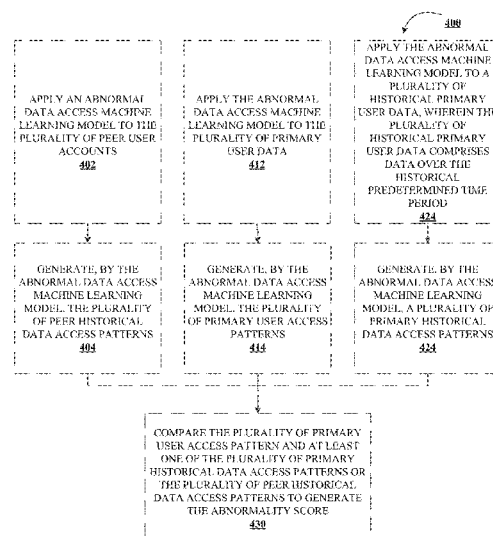 400
APPLY AN ABNORMAL
DATA ACCESS MACHINE
LEARNING MODEL TO THE
PLURALITY OF PEER USER
ACCOUNTS
402
APPLY THE ABNORMAL
DATA ACCESS MACHINE
LEARNING MODEL TO THE
PLURALITY OF PRIMARY
USER DATA
412
APPLY THE ABNORMAL
DATA ACCESS MACHINE
LEARNING MODEL TO A
PLURALITY OF
HISTORICAL PRIMARY
USER DATA, WHEREIN THE
PLURALITY OF
HISTORICAL PRIMARY
USER DATA COMPRISES
DATA OVER THE
HISTORICAL
PREDETERMINED TIME
PERIOD
424
GENERATE, BY THE
ABNORMAL DATA ACCESS
MACHINE LEARNING
MODEL, THE PLURALITY
OF PEER HISTORICAL
DATA ACCESS PATTERNS
404
GENERATE, BY THE
ABNORMAL DATA ACCESS
MACHINE LEARNING
MODEL, THE PLURALITY
OF PRIMARY USER ACCESS
PATTERNS
414
GENERATE, BY THE
ABNORMAL DATA ACCESS
MACHINE LEARNING
MODEL, A PLURALITY OF
PRIMARY HISTORICAL
DATA ACCESS PATTERNS
424
COMPARE THE PLURALITY OF PRIMARY
USER ACCESS PATTERN AND AT LEAST
ONE OF THE PLURALITY OF PRIMARY
HISTORICAL DATA ACCESS PATTERNS OR
THE PLURALITY OF PEER HISTORICAL
DATA ACCESS PATTERNS TO GENERATE
THE ABNORMALITY SCORE
430